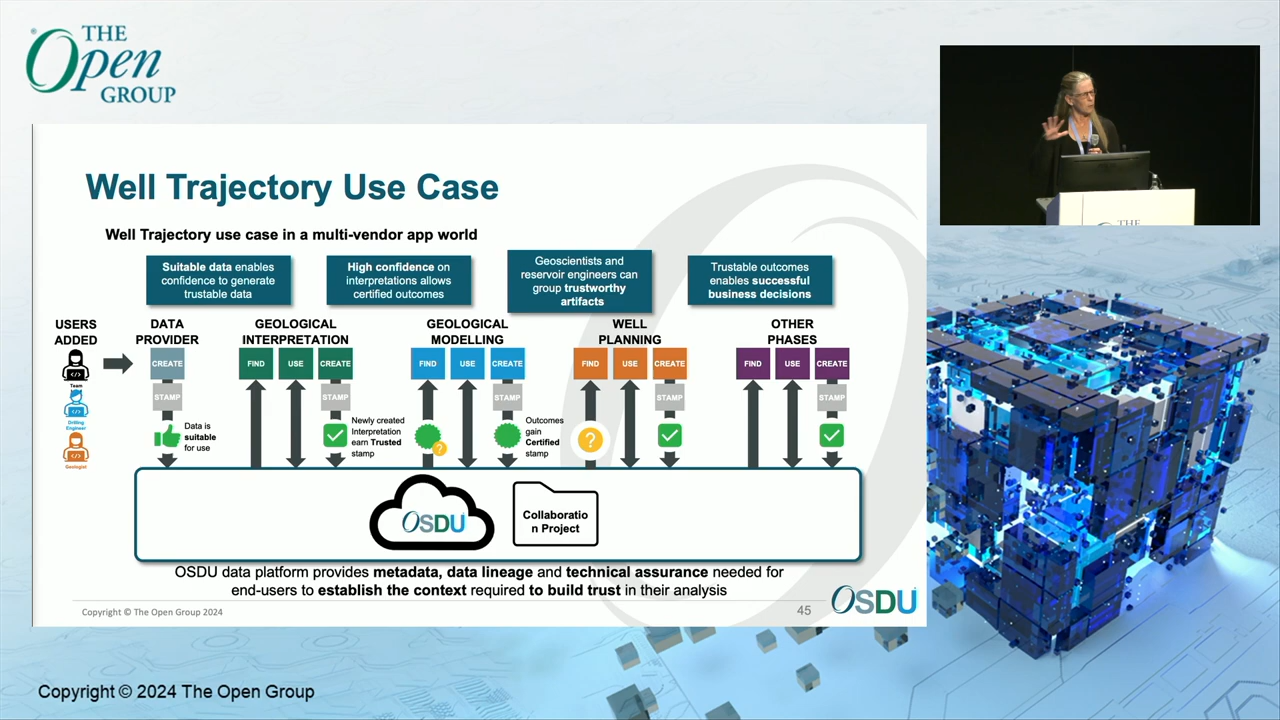 THE
Open
GROUP
Well Trajectory Use Case
Well Trajectory use case in a multi-vendor app world
Suitable data enables
confidence to generate
trustable data
High confidence on
interpretations allows
certified outcomes
Geoscientists and
reservoir engineers can
group trustworthy
artifacts
Trustable outcomes
enables successful
business decisions
USERS
ADDED
DATA
PROVIDER
GEOLOGICAL
INTERPRETATION
GEOLOGICAL
MODELLING
WELL
PLANNING
OTHER
PHASES
CREATE
FIND
USE
CREATE
FIND
USE
CREATE
FIND
USE
CREATE
FIND
USE
CREATE
Team
STAMP
STAMP
STAMP
STAMP
STAMP
Drilling
Engineer
Geologist
Data is
suitable
for use
Newly created
Interpretation
earn Trusted
stamp
?
Outcomes
gain
Certified
stamp
?
OSDU
Collaboratio
n Project
OSDU data platform provides metadata, data lineage and technical assurance needed for
end-users to establish the context required to build trust in their analysis
Copyright © The Open Group 2024
45
OSDU
THE
Copyright © 2024 The Open Group